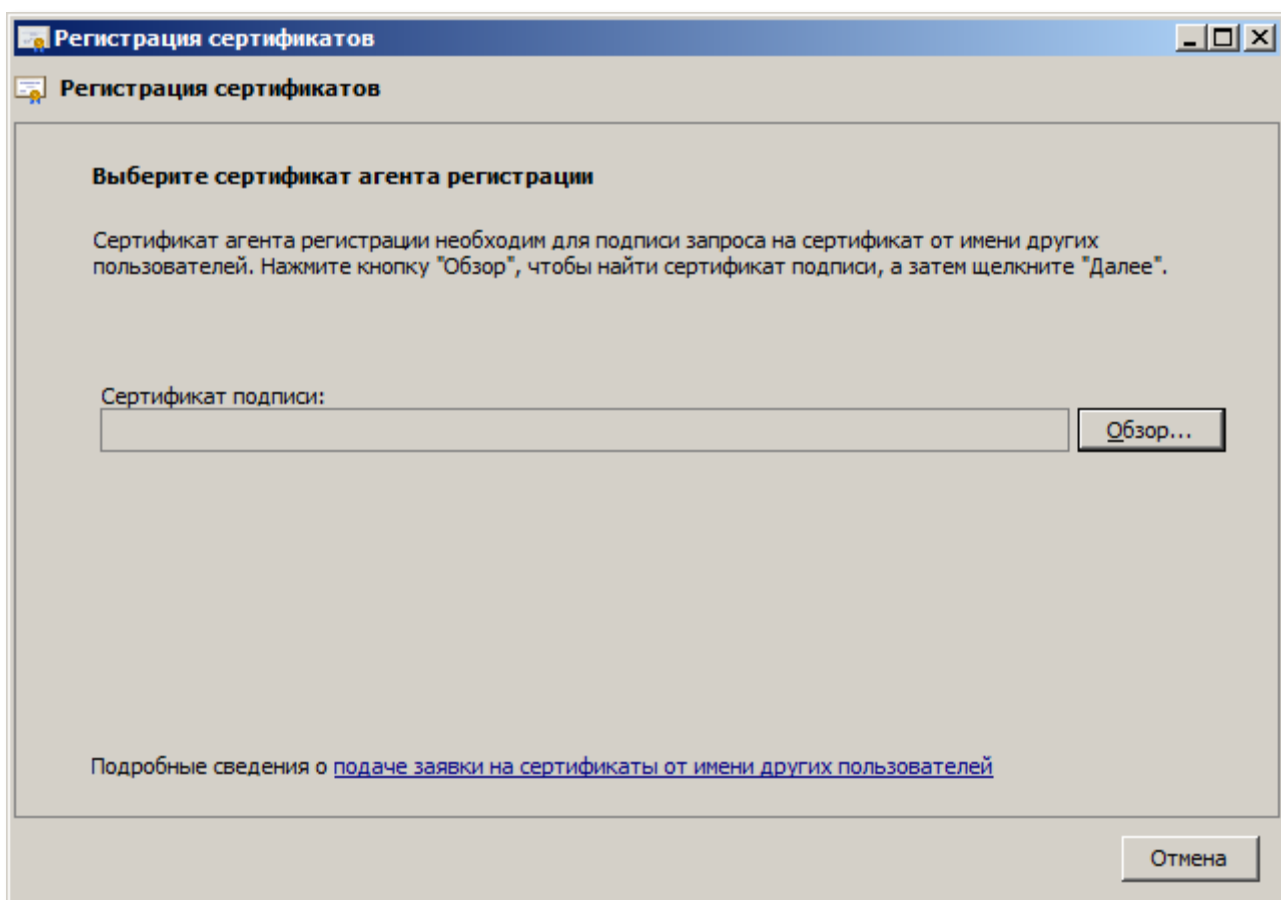 Регистрация сертификатов
Регистрация сертификатов
Выберите сертификат агента регистрации
Сертификат агента регистрации необходим для подписи запроса на сертификат от имени других
пользователей. Нажмите кнопку "Обзор", чтобы найти сертификат подписи, а затем щелкните "Далее".
Сертификат подписи:
Обзор...
Подробные сведения о подаче заявки на сертификаты от имени других пользователей
Отмена